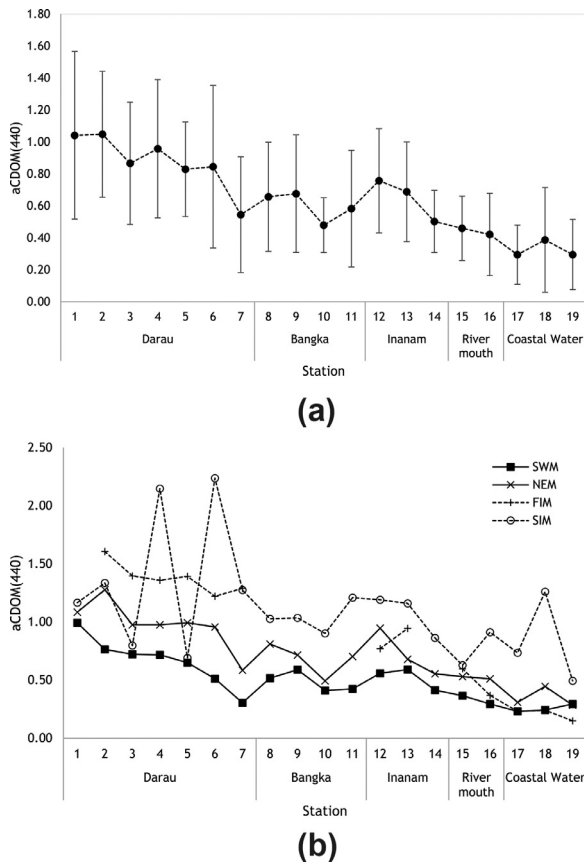 1.80
1.60
1.40
1.20
1.00
0.80
0.60
0.40
0.20
0.00
aCDOM(440)
1 2 3 4 5 6 7 8 9 10 11 12 13 14 15 16 17 18 19
Darau Bangka Inanam River mouth Coastal Water
Station
(a)
2.50
2.00
1.50
1.00
0.50
0.00
aCDOM(440)
SWM
NEM
FIM
SIM
1 2 3 4 5 6 7 8 9 10 11 12 13 14 15 16 17 18 19
Darau Bangka Inanam River mouth Coastal Water
Station
(b)